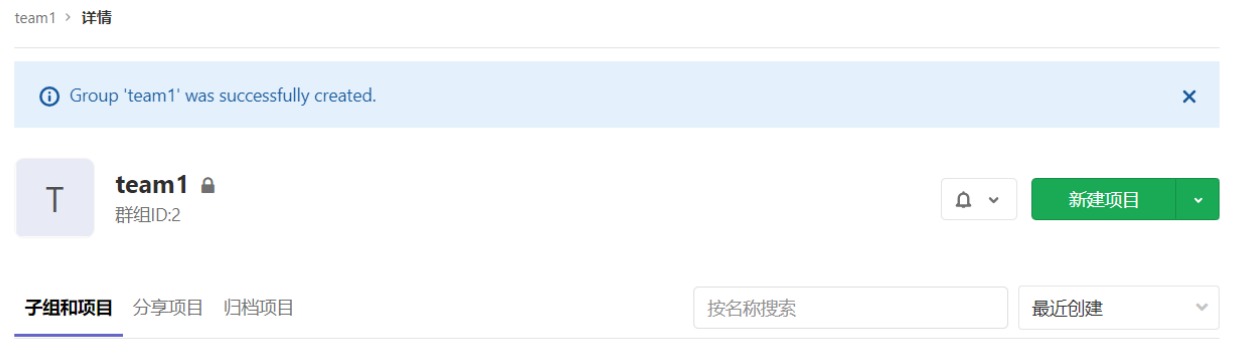 team1 > 详情
Group 'team1' was successfully created.
T
team1
群组ID:2
新建项目
子组和项目 分享项目 归档项目 按名称搜索 最近创建